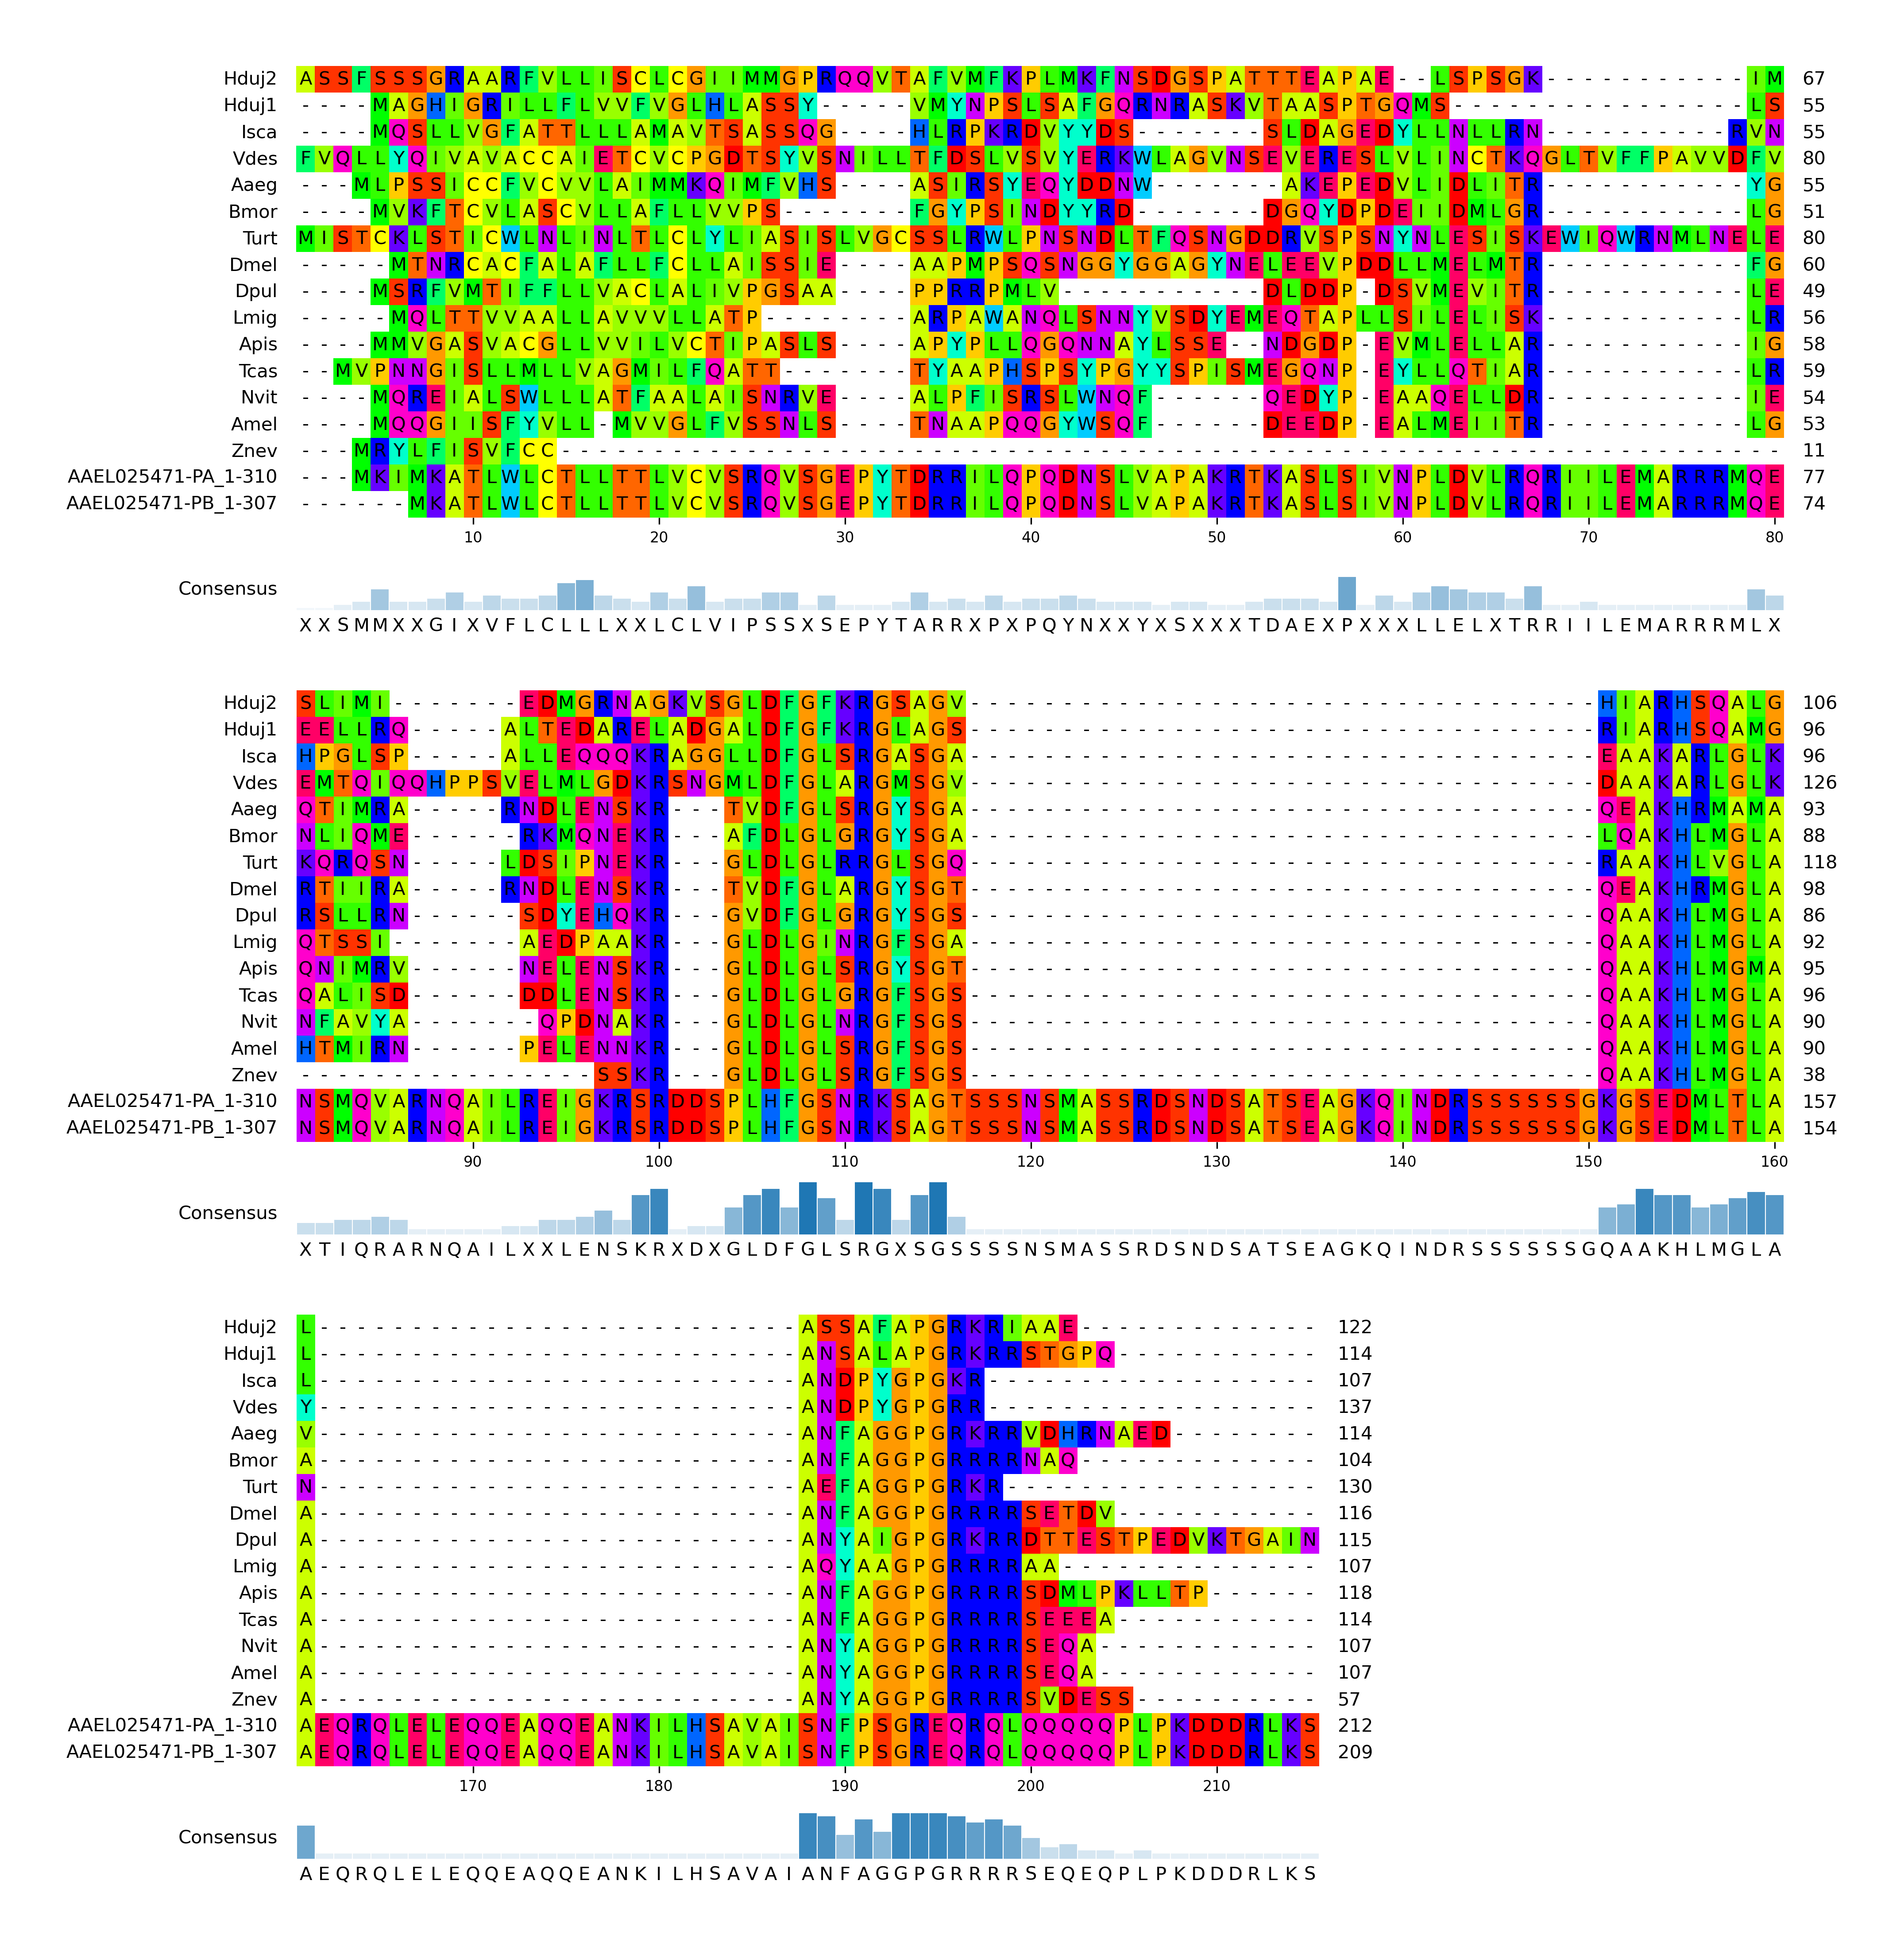 Hduj2 ASSFSSSGRAARFVLLISCLCGIIMMGPRQQVTAFVMFKPLMKFNSDGSPATTTEAPAE--LSPSGK-----------IM 67
Hduj1 ----MAGHIGRILLFLVVFVGLHLASSY-----VMYNPSLSAFGQRNRASKVTAASPTGQMS----------------LS 55
Isca ----MQSLLVGFATTLLLAMAVTSASSQG----HLRPKRDVYYDS-------SLDAGEDYLLNLLRN----------RVN 55
Vdes FVQLLYQIVAVACCAIETCVCPGDTSYVSNILLTFDSLVSVYERKWLAGVNSEVERESLVLINCTKQGLTVFFPAVVDFV 80
Aaeg ---MLPSSICCFVCVVLAIMMKQIMFVHS----ASIRSYEQYDDNW-------AKEPEDVLIDLITR-----------YG 55
Bmor ----MVKFTCVLASCVLLAFLLVVPS-------FGYPSINDYYRD-------DGQYDPDEIIDMLGR-----------LG 51
Turt MISTCKLSTICWLNLINLTLCLYLIASISLVGCSSLRWLPNSNDLTFQSNGDDRVSPSNYNLESISKEWIQWRNMLNELE 80
Dmel -----MTNRCACFALAFLLFCLLAISSIE----AAPMPSQSNGGYGGAGYNELEEVPDDLLMELMTR-----------FG 60
Dpul ----MSRFVMTIFFLLVACLALIVPGSAA----PPRRPMLV-----------DLDDP-DSVMEVITR-----------LE 49
Lmig -----MQLTTVVAALLAVVVLLATP--------ARPAWANQLSNNYVSDYEMEQTAPLLSILELISK-----------LR 56
Apis ----MMVGASVACGLLVVILVCTIPASLS----APYPLLQGQNNAYLSSE--NDGDP-EVMLELLAR-----------IG 58
Tcas --MVPNNGISLLMLLVAGMILFQATT-------TYAAPHSPSYPGYYSPISMEGQNP-EYLLQTIAR-----------LR 59
Nvit ----MQREIALSWLLLATFAALAISNRVE----ALPFISRSLWNQF------QEDYP-EAAQELLDR-----------IE 54
Amel ----MQQGIISFYVLL-MVVGLFVSSNLS----TNAAPQQGYWSQF------DEEDP-EALMEIITR-----------LG 53
Znev ---MRYLFISVFCC------------------------------------------------------------------ 11
AAEL025471-PA_1-310 ---MKIMKATLWLCTLLTTLVCVSRQVSGEPYTDRRILQPQDNSLVAPAKRTKASLSIVNPLDVLRQRIILEMARRRMQE 77
AAEL025471-PB_1-307 ------MKATLWLCTLLTTLVCVSRQVSGEPYTDRRILQPQDNSLVAPAKRTKASLSIVNPLDVLRQRIILEMARRRMQE 74
10 20 30 40 50 60 70 80
Consensus
XXSMMXXGIXVFLCLLLXXLCLVIPSSXSEPYTARRXPXPQYNXXYXSXXXTDAEXPXXXLLELXTRRIILEMARRRMLX
Hduj2 SLIMI-------EDMGRNAGKVSGLDFGFKRGSAGV----------------------------------HIARHSQALG 106
Hduj1 EELLRQ-----ALTEDARELADGALDFGFKRGLAGS----------------------------------RIARHSQAMG 96
Isca HPGLSP-----ALLEQQQKRAGGLLDFGLSRGASGA----------------------------------EAAKARLGLK 96
Vdes EMTQIQQHPPSVELMLGDKRSNGMLDFGLARGMSGV----------------------------------DAAKARLGLK 126
Aaeg QTIMRA-----RNDLENSKR---TVDFGLSRGYSGA----------------------------------QEAKHRMAMA 93
Bmor NLIQME------RKMQNEKR---AFDLGLGRGYSGA----------------------------------LQAKHLMGLA 88
Turt KQRQSN-----LDSIPNEKR---GLDLGLRRGLSGQ----------------------------------RAAKHLVGLA 118
Dmel RTIIRA-----RNDLENSKR---TVDFGLARGYSGT----------------------------------QEAKHRMGLA 98
Dpul RSLLRN------SDYEHQKR---GVDFGLGRGYSGS----------------------------------QAAKHLMGLA 86
Lmig QTSSI-------AEDPAAKR---GLDLGINRGFSGA----------------------------------QAAKHLMGLA 92
Apis QNIMRV------NELENSKR---GLDLGLSRGYSGT----------------------------------QAAKHLMGMA 95
Tcas QALISD------DDLENSKR---GLDLGLGRGFSGS----------------------------------QAAKHLMGLA 96
Nvit NFAVYA-------QPDNAKR---GLDLGLNRGFSGS----------------------------------QAAKHLMGLA 90
Amel HTMIRN------PELENNKR---GLDLGLSRGFSGS----------------------------------QAAKHLMGLA 90
Znev ----------------SSKR---GLDLGLSRGFSGS----------------------------------QAAKHLMGLA 38
AAEL025471-PA_1-310 NSMQVARNQAILREIGKRSRDDSPLHFGSNRKSAGTSSSNSMASSRDSNDSATSEAGKQINDRSSSSSSGKGSEDMLTLA 157
AAEL025471-PB_1-307 NSMQVARNQAILREIGKRSRDDSPLHFGSNRKSAGTSSSNSMASSRDSNDSATSEAGKQINDRSSSSSSGKGSEDMLTLA 154
90 100 110 120 130 140 150 160
Consensus
XTIQRARNQAILXXLENSKRXDXGLDFGLSRGXSGSSSSNSMASSRDSNDSATSEAGKQINDRSSSSSSGQAAKHLMGLA
Hduj2 L--------------------------ASSAFAPGRKRIAAE------------- 122
Hduj1 L--------------------------ANSALAPGRKRRSTGPQ----------- 114
Isca L--------------------------ANDPYGPGKR------------------ 107
Vdes Y--------------------------ANDPYGPGRR------------------ 137
Aaeg V--------------------------ANFAGGPGRKRRVDHRNAED-------- 114
Bmor A--------------------------ANFAGGPGRRRRNAQ------------- 104
Turt N--------------------------AEFAGGPGRKR----------------- 130
Dmel A--------------------------ANFAGGPGRRRRSETDV----------- 116
Dpul A--------------------------ANYAIGPGRKRRDTTESTPEDVKTGAIN 115
Lmig A--------------------------AQYAAGPGRRRRAA-------------- 107
Apis A--------------------------ANFAGGPGRRRRSDMLPKLLTP------ 118
Tcas A--------------------------ANFAGGPGRRRRSEEEA----------- 114
Nvit A--------------------------ANYAGGPGRRRRSEQA------------ 107
Amel A--------------------------ANYAGGPGRRRRSEQA------------ 107
Znev A--------------------------ANYAGGPGRRRRSVDESS---------- 57
AAEL025471-PA_1-310 AEQRQLELEQQEAQQEANKILHSAVAISNFPSGREQRQLQQQQQPLPKDDDRLKS 212
AAEL025471-PB_1-307 AEQRQLELEQQEAQQEANKILHSAVAISNFPSGREQRQLQQQQQPLPKDDDRLKS 209
170 180 190 200 210
Consensus
AEQRQLELEQQEAQQEANKILHSAVAIANFAGGPGRRRRSEQEQPLPKDDDRLKS